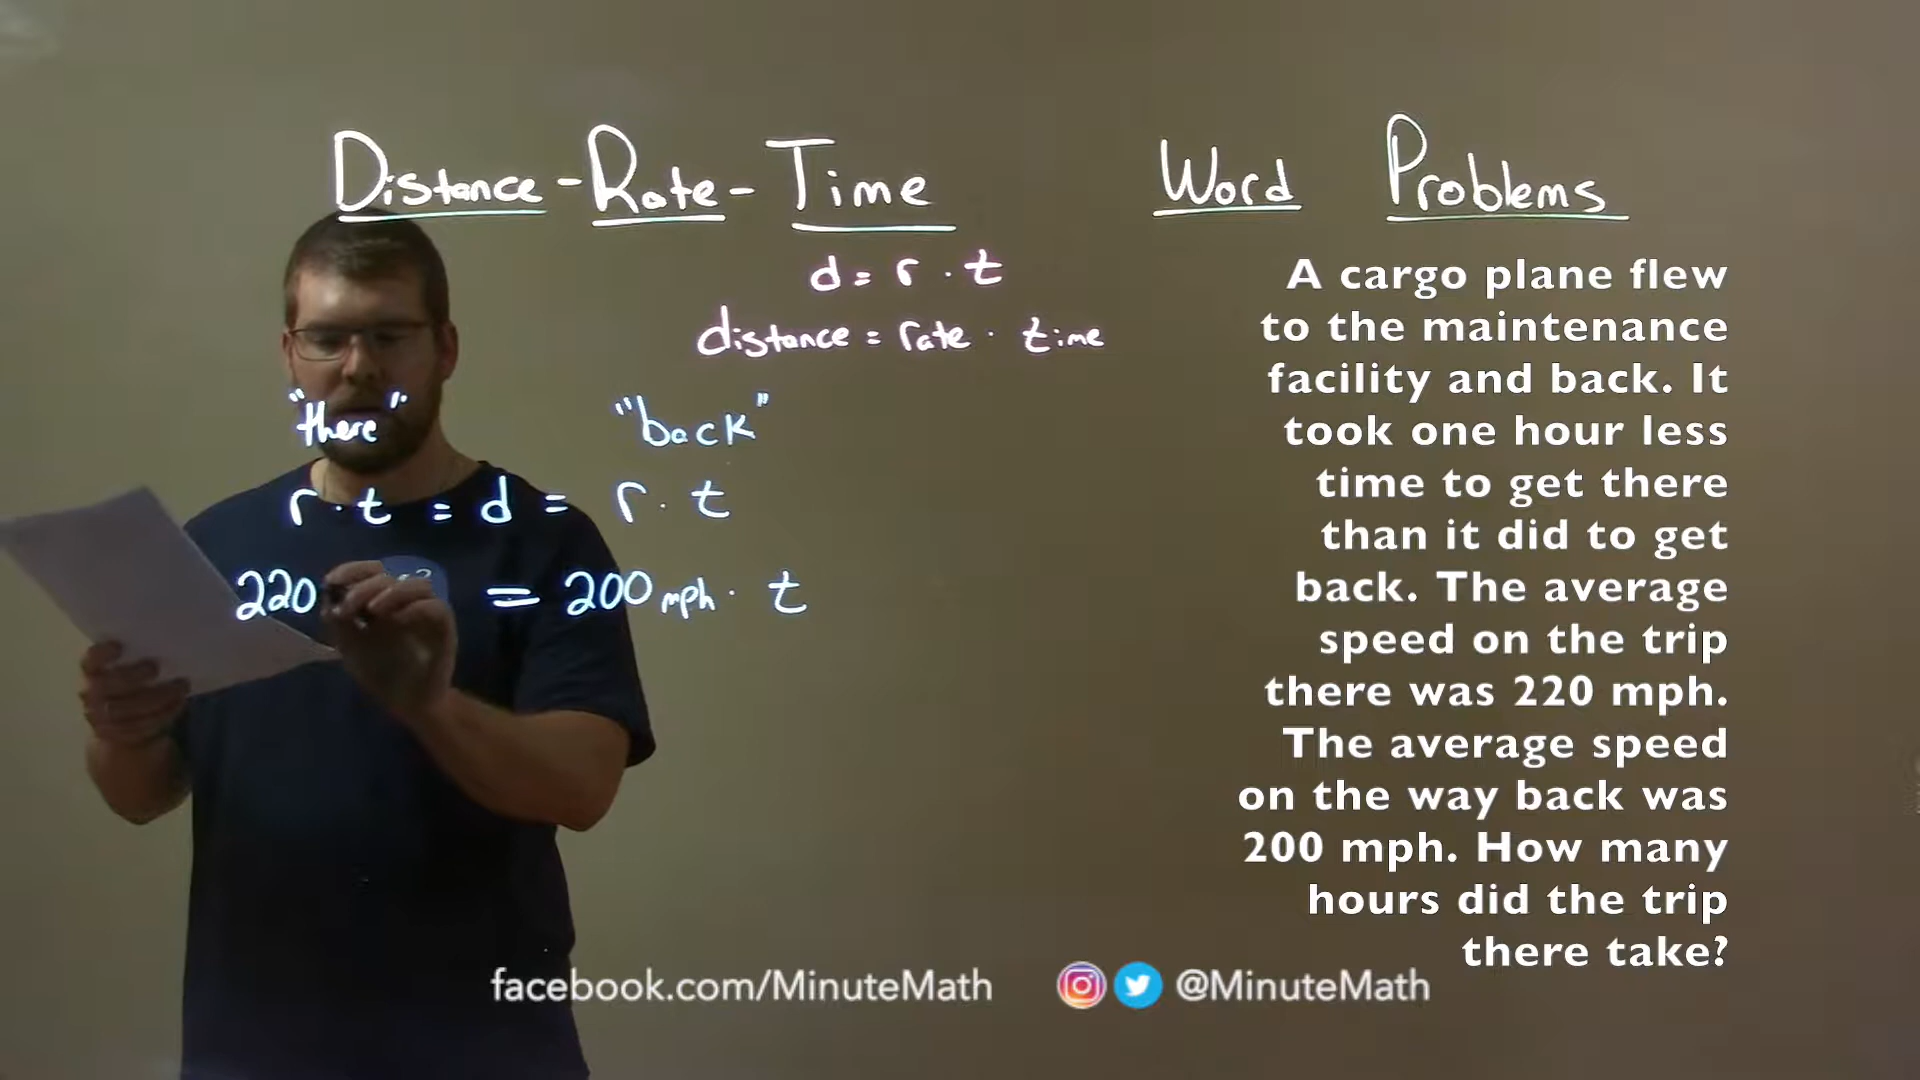 Distance-Rate-Time Word Problems
d = r · t
distance = rate · time
"there" "back"
r · t = d = r · t
220 = 200 mph · t
A cargo plane flew
to the maintenance
facility and back. It
took one hour less
time to get there
than it did to get
back. The average
speed on the trip
there was 220 mph.
The average speed
on the way back was
200 mph. How many
hours did the trip
there take?
facebook.com/MinuteMath @MinuteMath